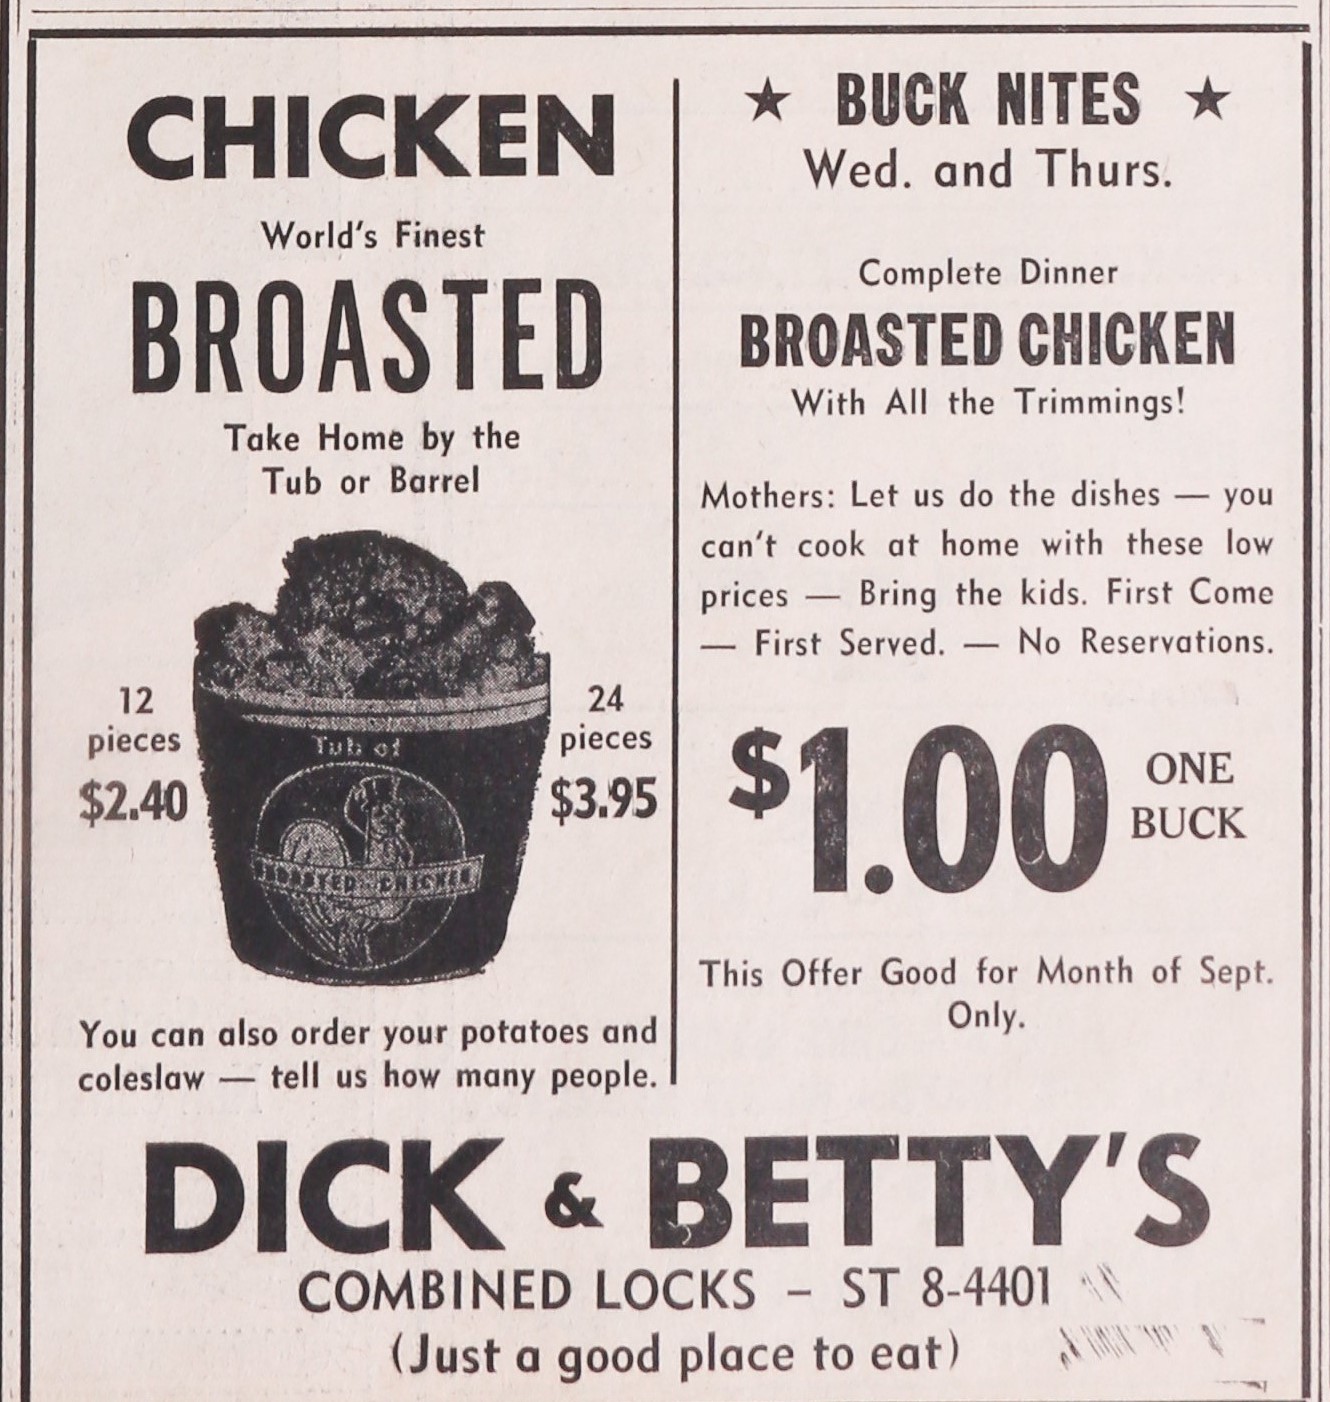 CHICKEN
World's Finest
BROASTED
Take Home by the
Tub or Barrel
12
pieces
$2.40
Tub of
BROASTED CHICKEN
24
pieces
$3.95
You can also order your potatoes and
coleslaw — tell us how many people.
★ BUCK NITES ★
Wed. and Thurs.
Complete Dinner
BROASTED CHICKEN
With All the Trimmings!
Mothers: Let us do the dishes — you
can't cook at home with these low
prices — Bring the kids. First Come
— First Served. — No Reservations.
$1.00
ONE
BUCK
This Offer Good for Month of Sept.
Only.
DICK & BETTY'S
COMBINED LOCKS – ST 8-4401
(Just a good place to eat)